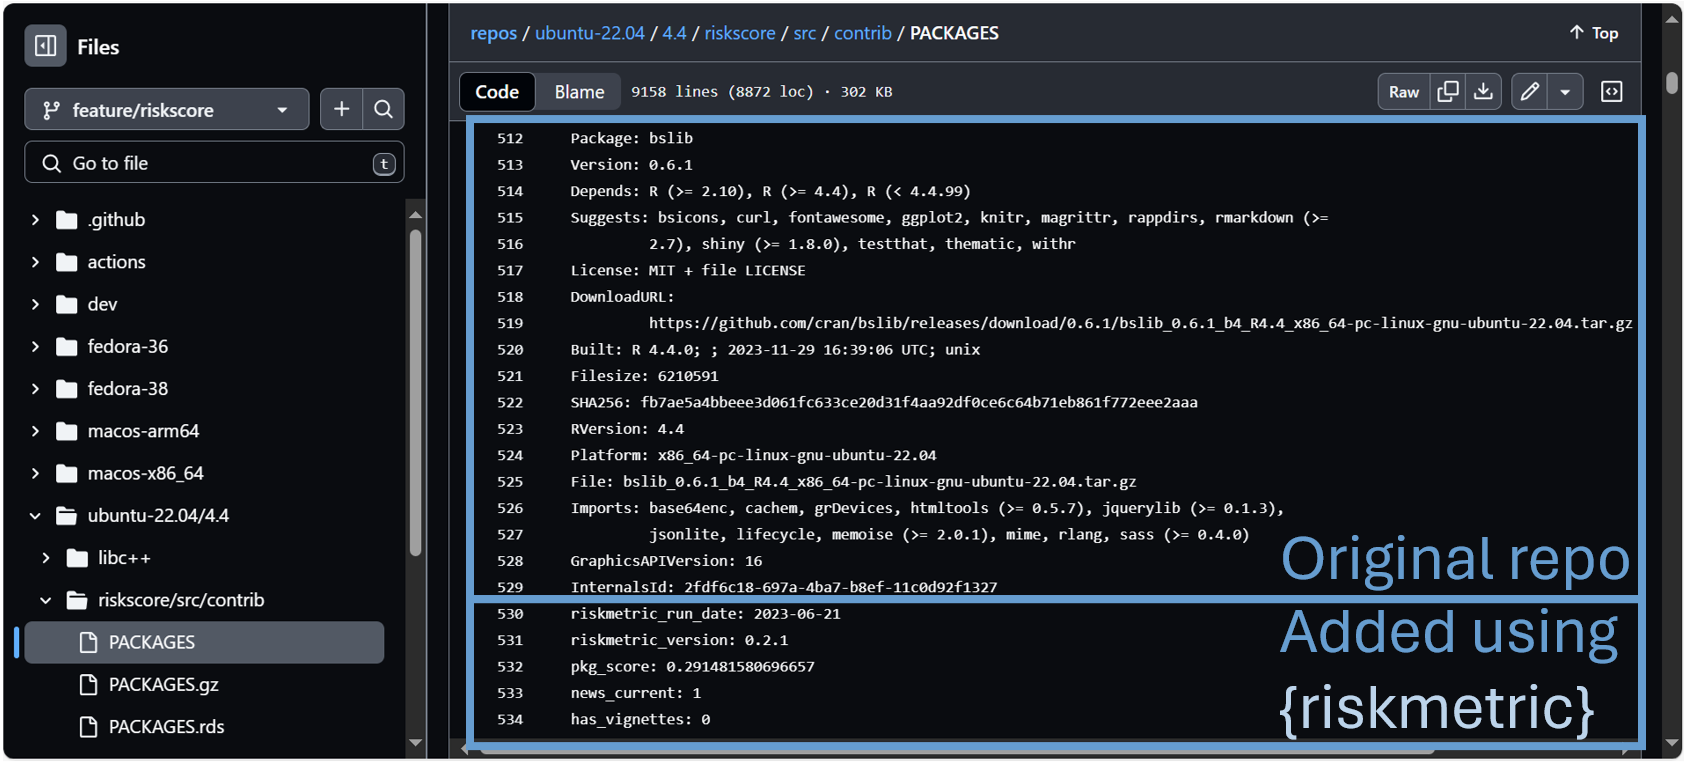 Files
feature/riskscore
Go to file
t
.github
actions
dev
fedora-36
fedora-38
macos-arm64
macos-x86_64
ubuntu-22.04/4.4
libc++
riskscore/src/contrib
PACKAGES
PACKAGES.gz
PACKAGES.rds
repos / ubuntu-22.04 / 4.4 / riskscore / src / contrib / PACKAGES
Top
Code
Blame
9158 lines (8872 loc) · 302 KB
Raw
512 Package: bslib
513 Version: 0.6.1
514 Depends: R (>= 2.10), R (>= 4.4), R (< 4.4.99)
515 Suggests: bsicons, curl, fontawesome, ggplot2, knitr, magrittr, rappdirs, rmarkdown (>=
516 2.7), shiny (>= 1.8.0), testthat, thematic, withr
517 License: MIT + file LICENSE
518 DownloadURL:
519 https://github.com/cran/bslib/releases/download/0.6.1/bslib_0.6.1_b4_R4.4_x86_64-pc-linux-gnu-ubuntu-22.04.tar.gz
520 Built: R 4.4.0; ; 2023-11-29 16:39:06 UTC; unix
521 Filesize: 6210591
522 SHA256: fb7ae5a4bbeee3d061fc633ce20d31f4aa92df0ce6c64b71eb861f772eee2aaa
523 RVersion: 4.4
524 Platform: x86_64-pc-linux-gnu-ubuntu-22.04
525 File: bslib_0.6.1_b4_R4.4_x86_64-pc-linux-gnu-ubuntu-22.04.tar.gz
526 Imports: base64enc, cachem, grDevices, htmltools (>= 0.5.7), jquerylib (>= 0.1.3),
527 jsonlite, lifecycle, memoise (>= 2.0.1), mime, rlang, sass (>= 0.4.0)
528 GraphicsAPIVersion: 16
529 InternalsId: 2fdf6c18-697a-4ba7-b8ef-11c0d92f1327
Original repo
530 riskmetric_run_date: 2023-06-21
531 riskmetric_version: 0.2.1
532 pkg_score: 0.291481580696657
533 news_current: 1
534 has_vignettes: 0
Added using
{riskmetric}